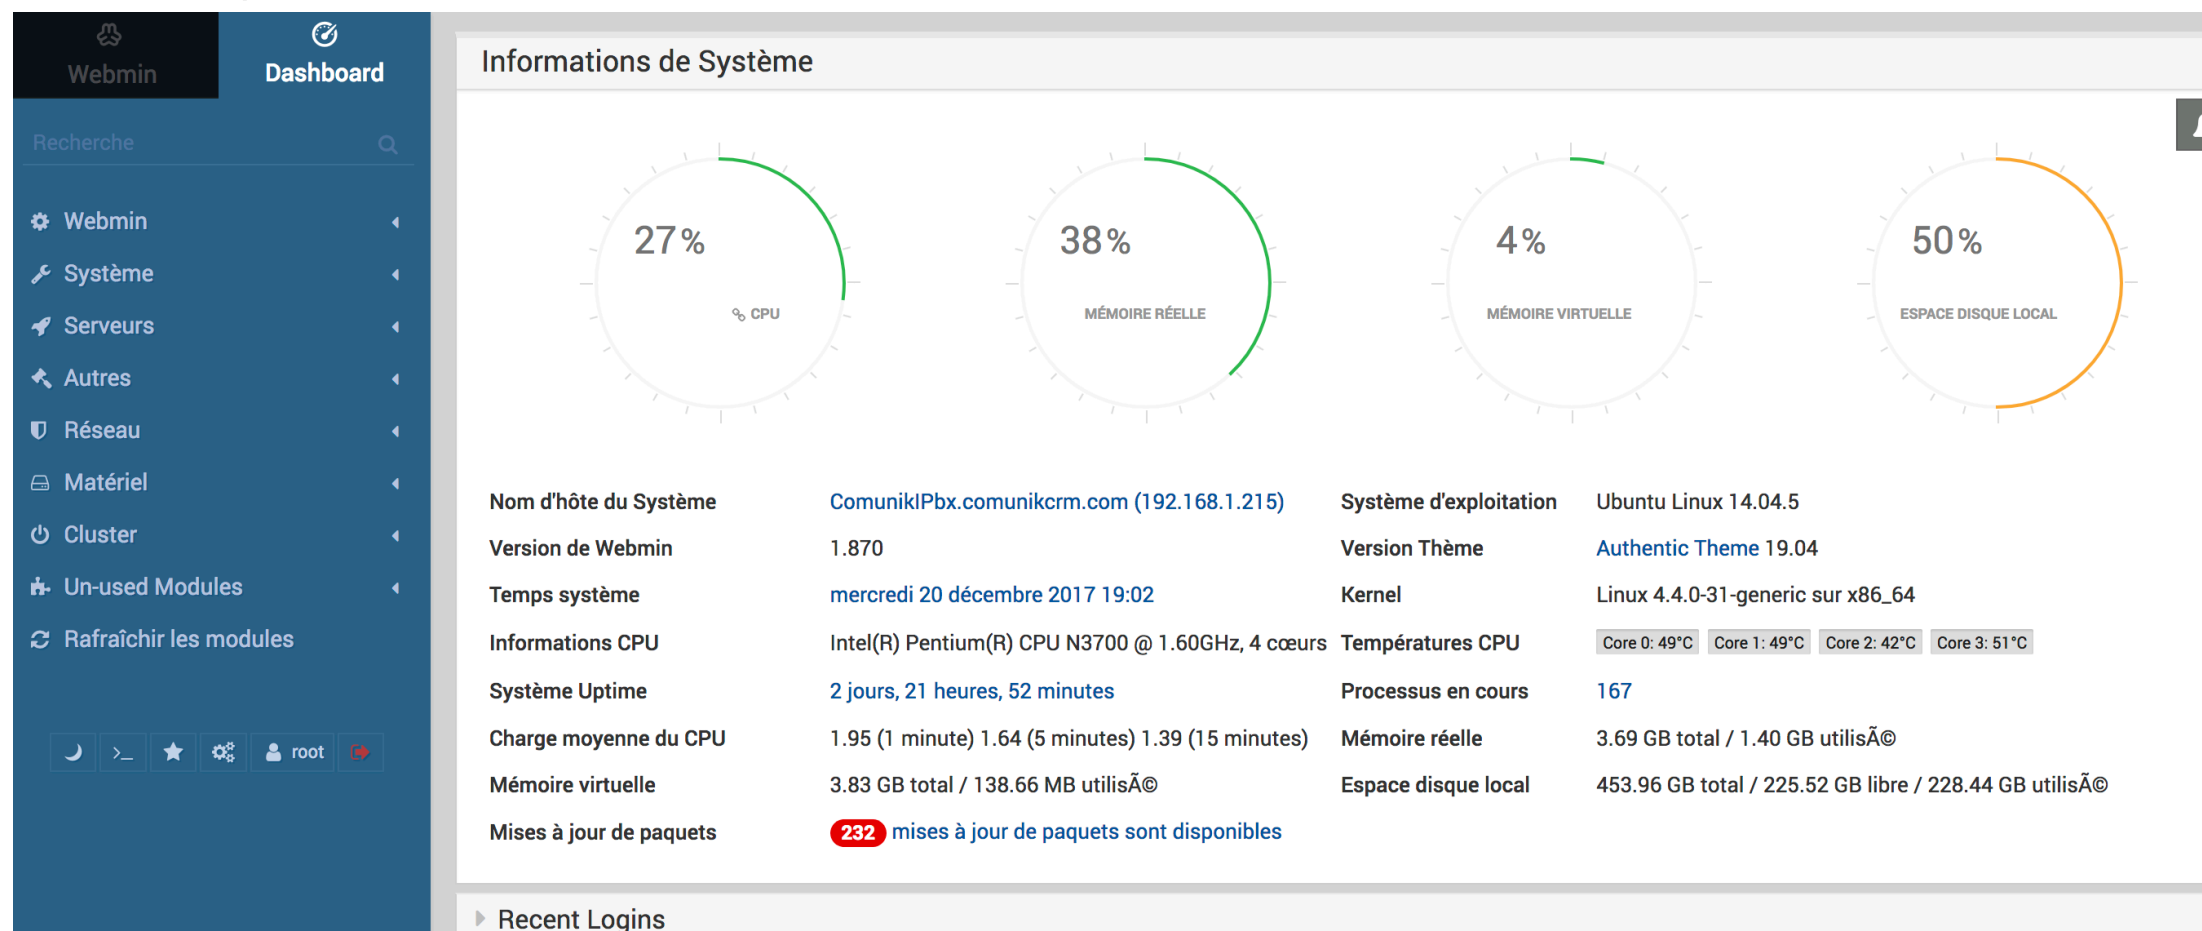 Webmin
Dashboard
Recherche
Webmin
Système
Serveurs
Autres
Réseau
Matériel
Cluster
Un-used Modules
Rafraîchir les modules
>_
root
Informations de Système
27%
CPU
38%
MÉMOIRE RÉELLE
4%
MÉMOIRE VIRTUELLE
50%
ESPACE DISQUE LOCAL
Nom d'hôte du Système ComunikIPbx.comunikcrm.com (192.168.1.215) Système d'exploitation Ubuntu Linux 14.04.5
Version de Webmin 1.870 Version Thème Authentic Theme 19.04
Temps système mercredi 20 décembre 2017 19:02 Kernel Linux 4.4.0-31-generic sur x86_64
Informations CPU Intel(R) Pentium(R) CPU N3700 @ 1.60GHz, 4 cœurs Températures CPU Core 0: 49°C Core 1: 49°C Core 2: 42°C Core 3: 51°C
Système Uptime 2 jours, 21 heures, 52 minutes Processus en cours 167
Charge moyenne du CPU 1.95 (1 minute) 1.64 (5 minutes) 1.39 (15 minutes) Mémoire réelle 3.69 GB total / 1.40 GB utilisÃ©
Mémoire virtuelle 3.83 GB total / 138.66 MB utilisÃ© Espace disque local 453.96 GB total / 225.52 GB libre / 228.44 GB utilisÃ©
Mises à jour de paquets 232 mises à jour de paquets sont disponibles
Recent Logins